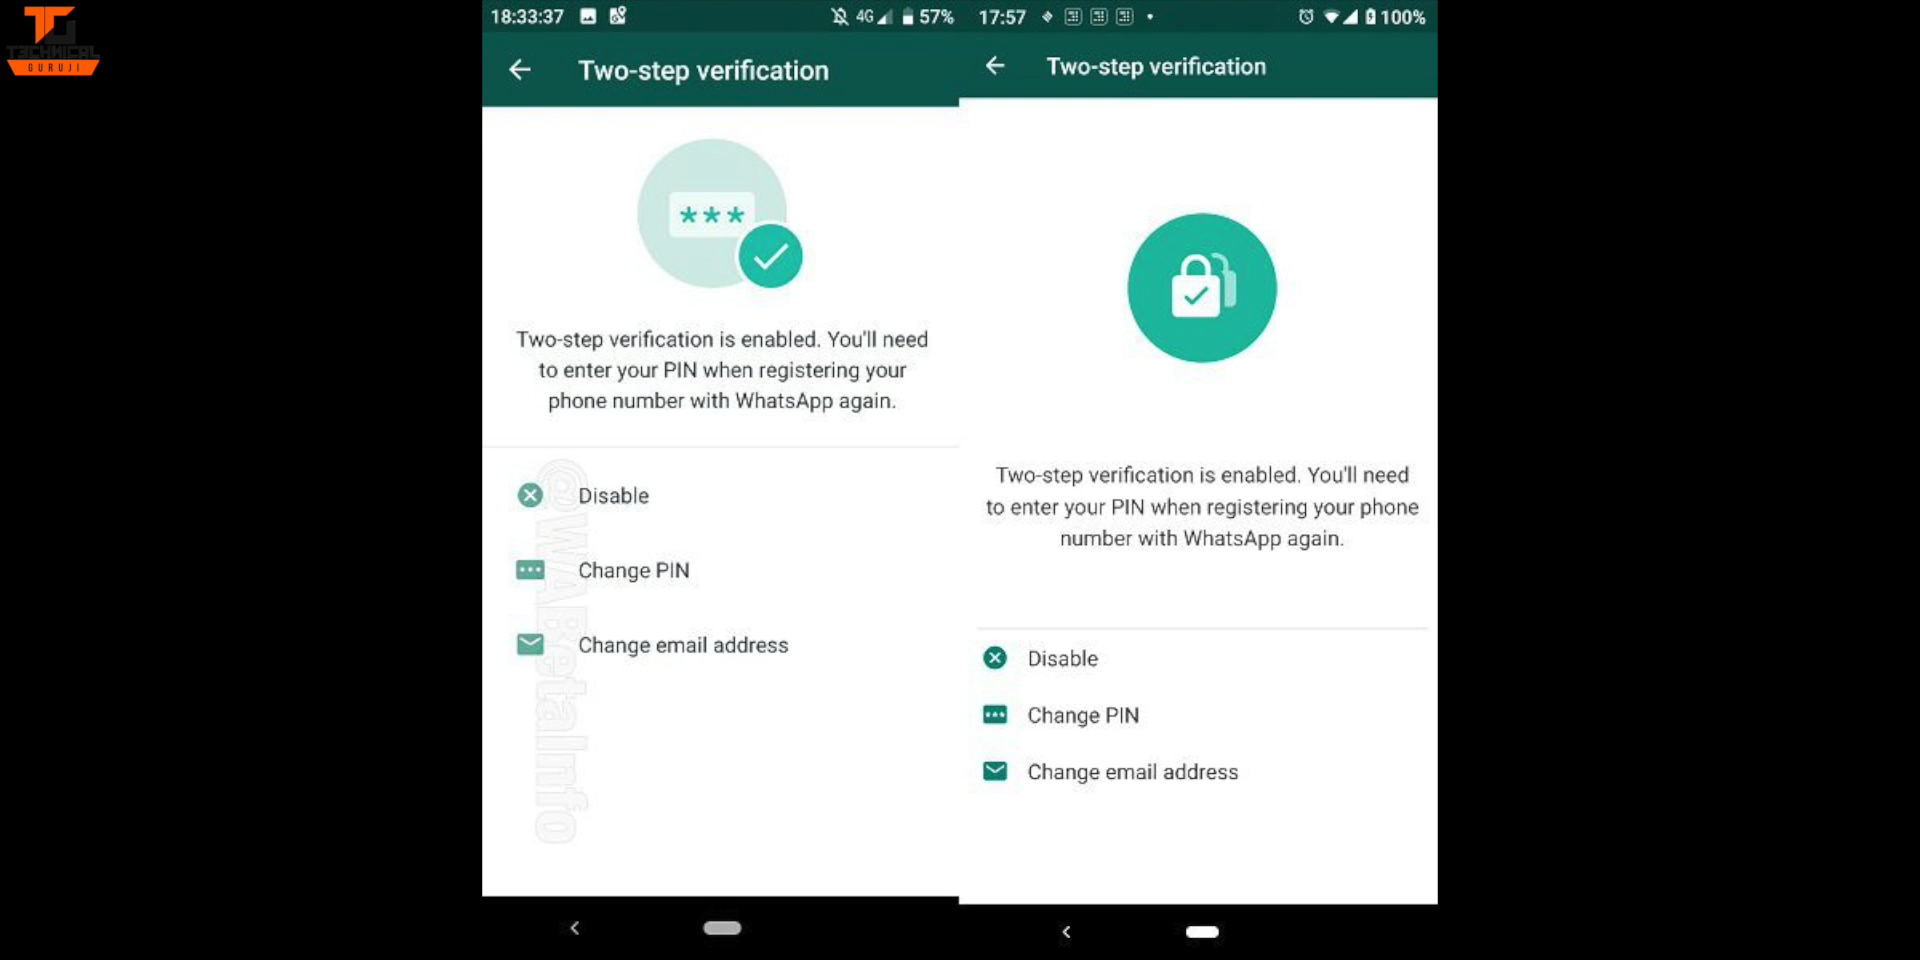 TECHNICAL
GURUJI
18:33:37
4G
57%
Two-step verification
***
Two-step verification is enabled. You'll need
to enter your PIN when registering your
phone number with WhatsApp again.
Disable
Change PIN
Change email address
@WABetaInfo
17:57
100%
Two-step verification
Two-step verification is enabled. You'll need
to enter your PIN when registering your phone
number with WhatsApp again.
Disable
Change PIN
Change email address